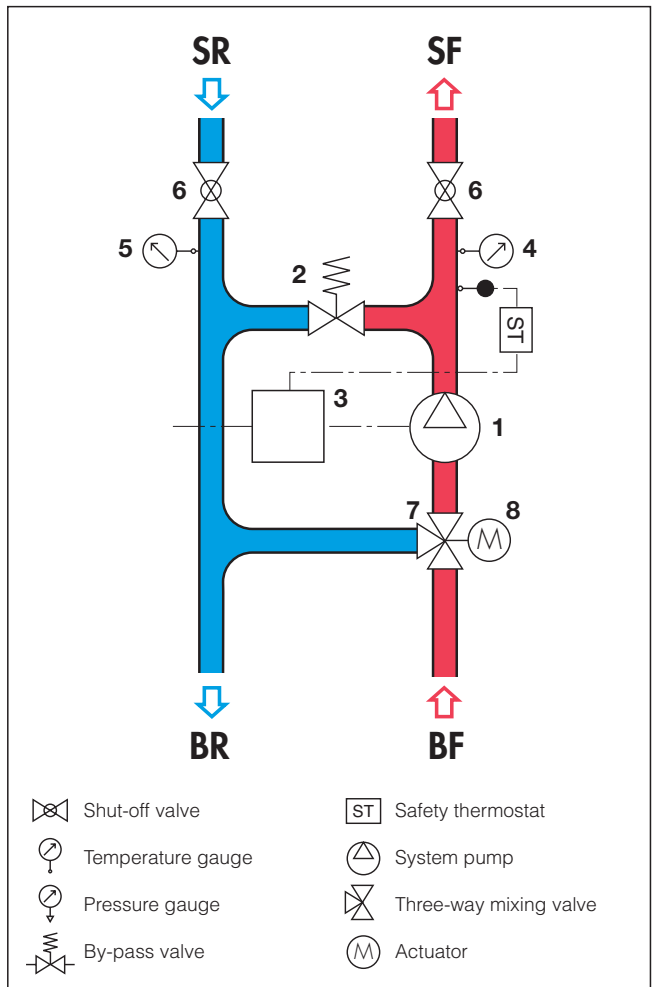 SR SF
6 6
5 2 4
ST
3
1
7 8
M
BR BF
Shut-off valve
Temperature gauge
Pressure gauge
By-pass valve
ST Safety thermostat
System pump
Three-way mixing valve
M Actuator